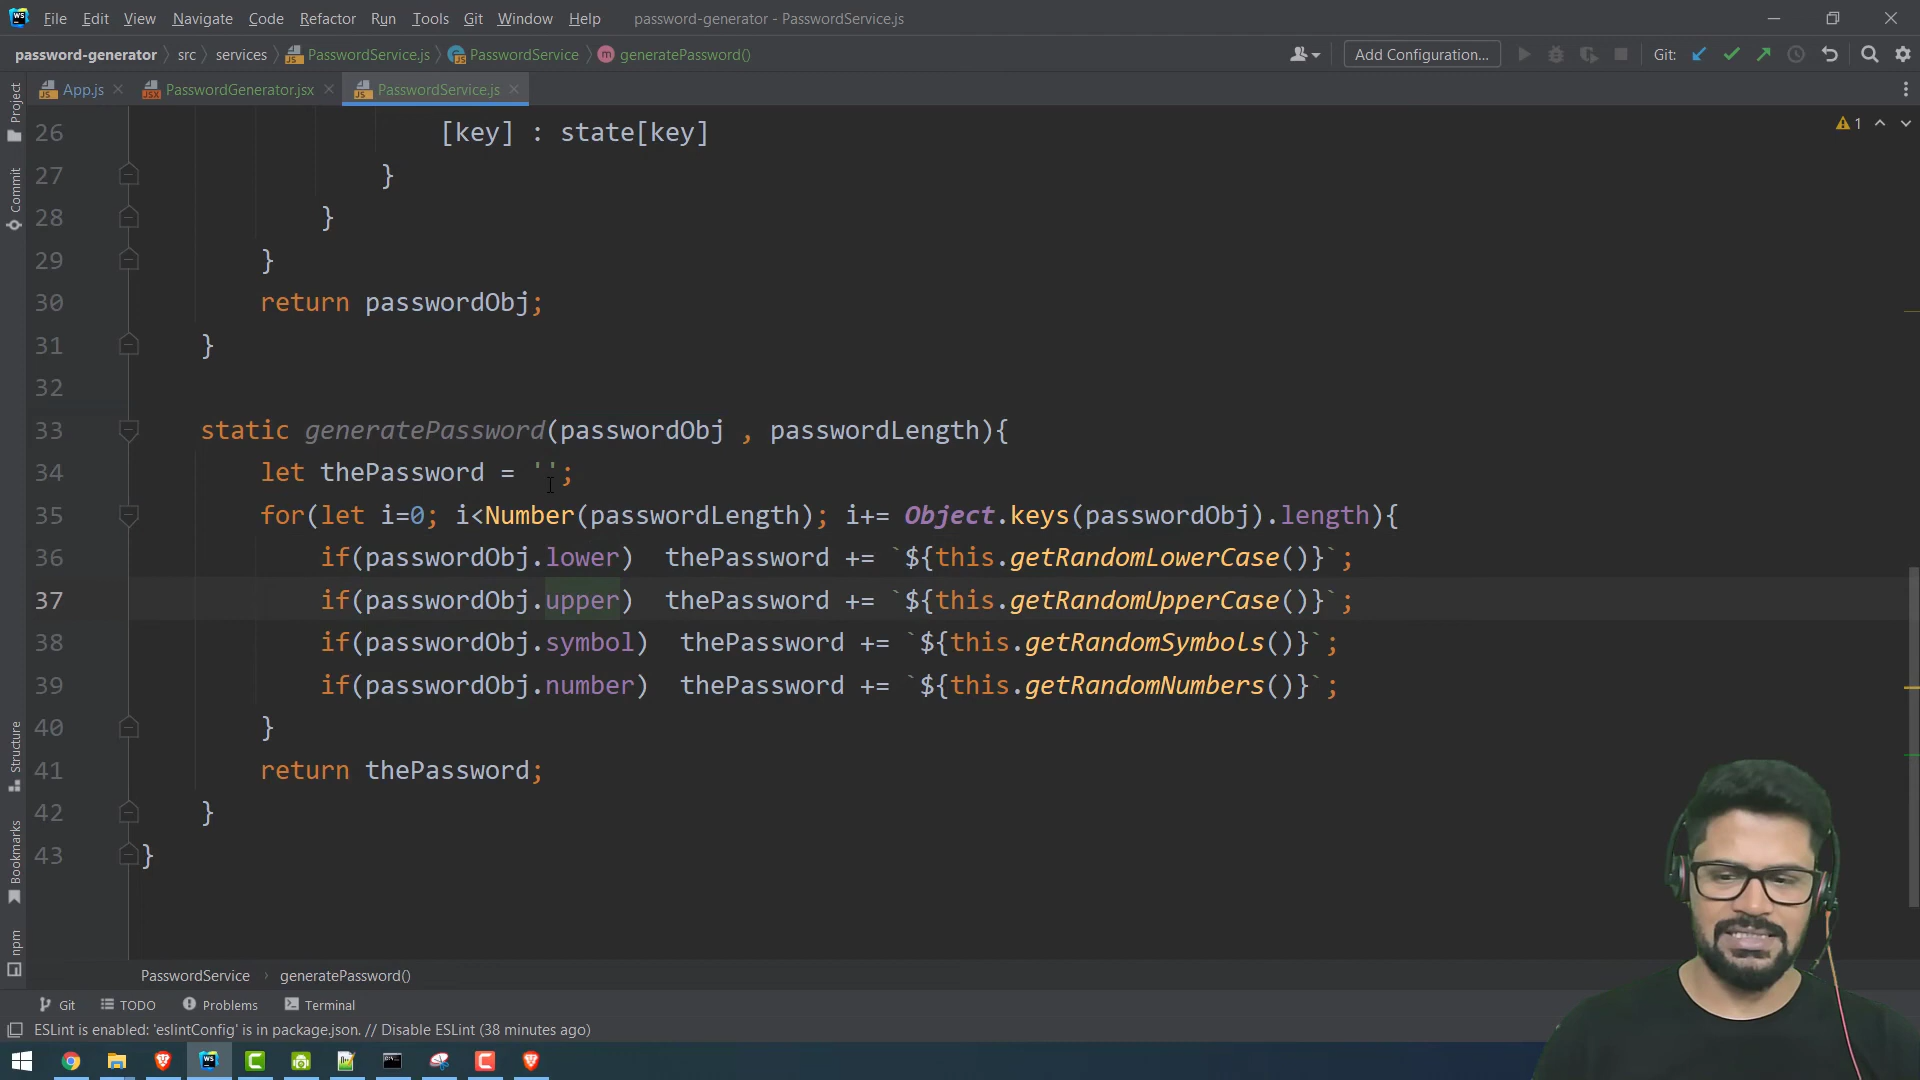 File Edit View Navigate Code Refactor Run Tools Git Window Help password-generator - PasswordService.js
password-generator src services PasswordService.js PasswordService generatePassword() Add Configuration... Git:
App.js PasswordGenerator.jsx PasswordService.js
Project
Commit
Structure
Bookmarks
npm
1
26 [key] : state[key]
27 }
28 }
29 }
30 return passwordObj;
31 }
32
33 static generatePassword(passwordObj , passwordLength){
34 let thePassword = '';
35 for(let i=0; i<Number(passwordLength); i+= Object.keys(passwordObj).length){
36 if(passwordObj.lower) thePassword += `${this.getRandomLowerCase()}`;
37 if(passwordObj.upper) thePassword += `${this.getRandomUpperCase()}`;
38 if(passwordObj.symbol) thePassword += `${this.getRandomSymbols()}`;
39 if(passwordObj.number) thePassword += `${this.getRandomNumbers()}`;
40 }
41 return thePassword;
42 }
43 }
PasswordService generatePassword()
Git TODO Problems Terminal
ESLint is enabled: 'eslintConfig' is in package.json. // Disable ESLint (38 minutes ago)